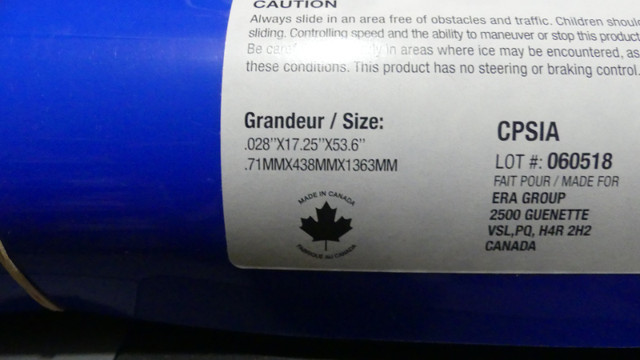 CAUTION
Always slide in an area free of obstacles and traffic. Children
sliding. Controlling speed and the ability to maneuver or stop this product
Be in areas where ice may be encountered, as
these conditions. This product has no steering or braking control.
Grandeur / Size:
.028"X17.25"X53.6"
.71MMX438MMX1363MM
MADE IN CANADA
FABRIQUÉ AU CANADA
CPSIA
LOT #: 060518
FAIT POUR / MADE FOR
ERA GROUP
2500 GUENETTE
VSL,PQ, H4R 2H2
CANADA